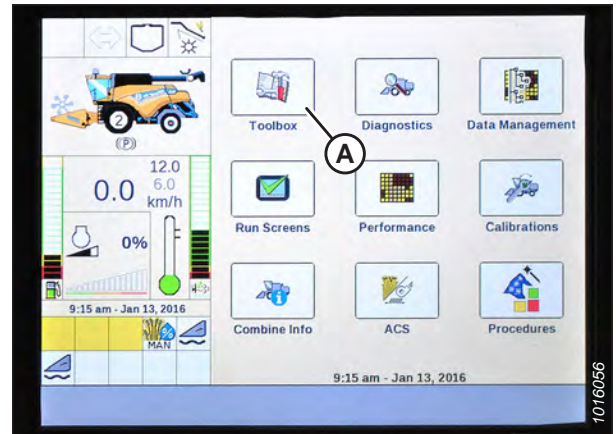 Toolbox
Diagnostics
Data Management
A
Run Screens
Performance
Calibrations
Combine Info
ACS
Procedures
9:15 am - Jan 13, 2016
2
(P)
12.0
0.0
6.0
km/h
0%
9:15 am - Jan 13, 2016
MAN
1016056